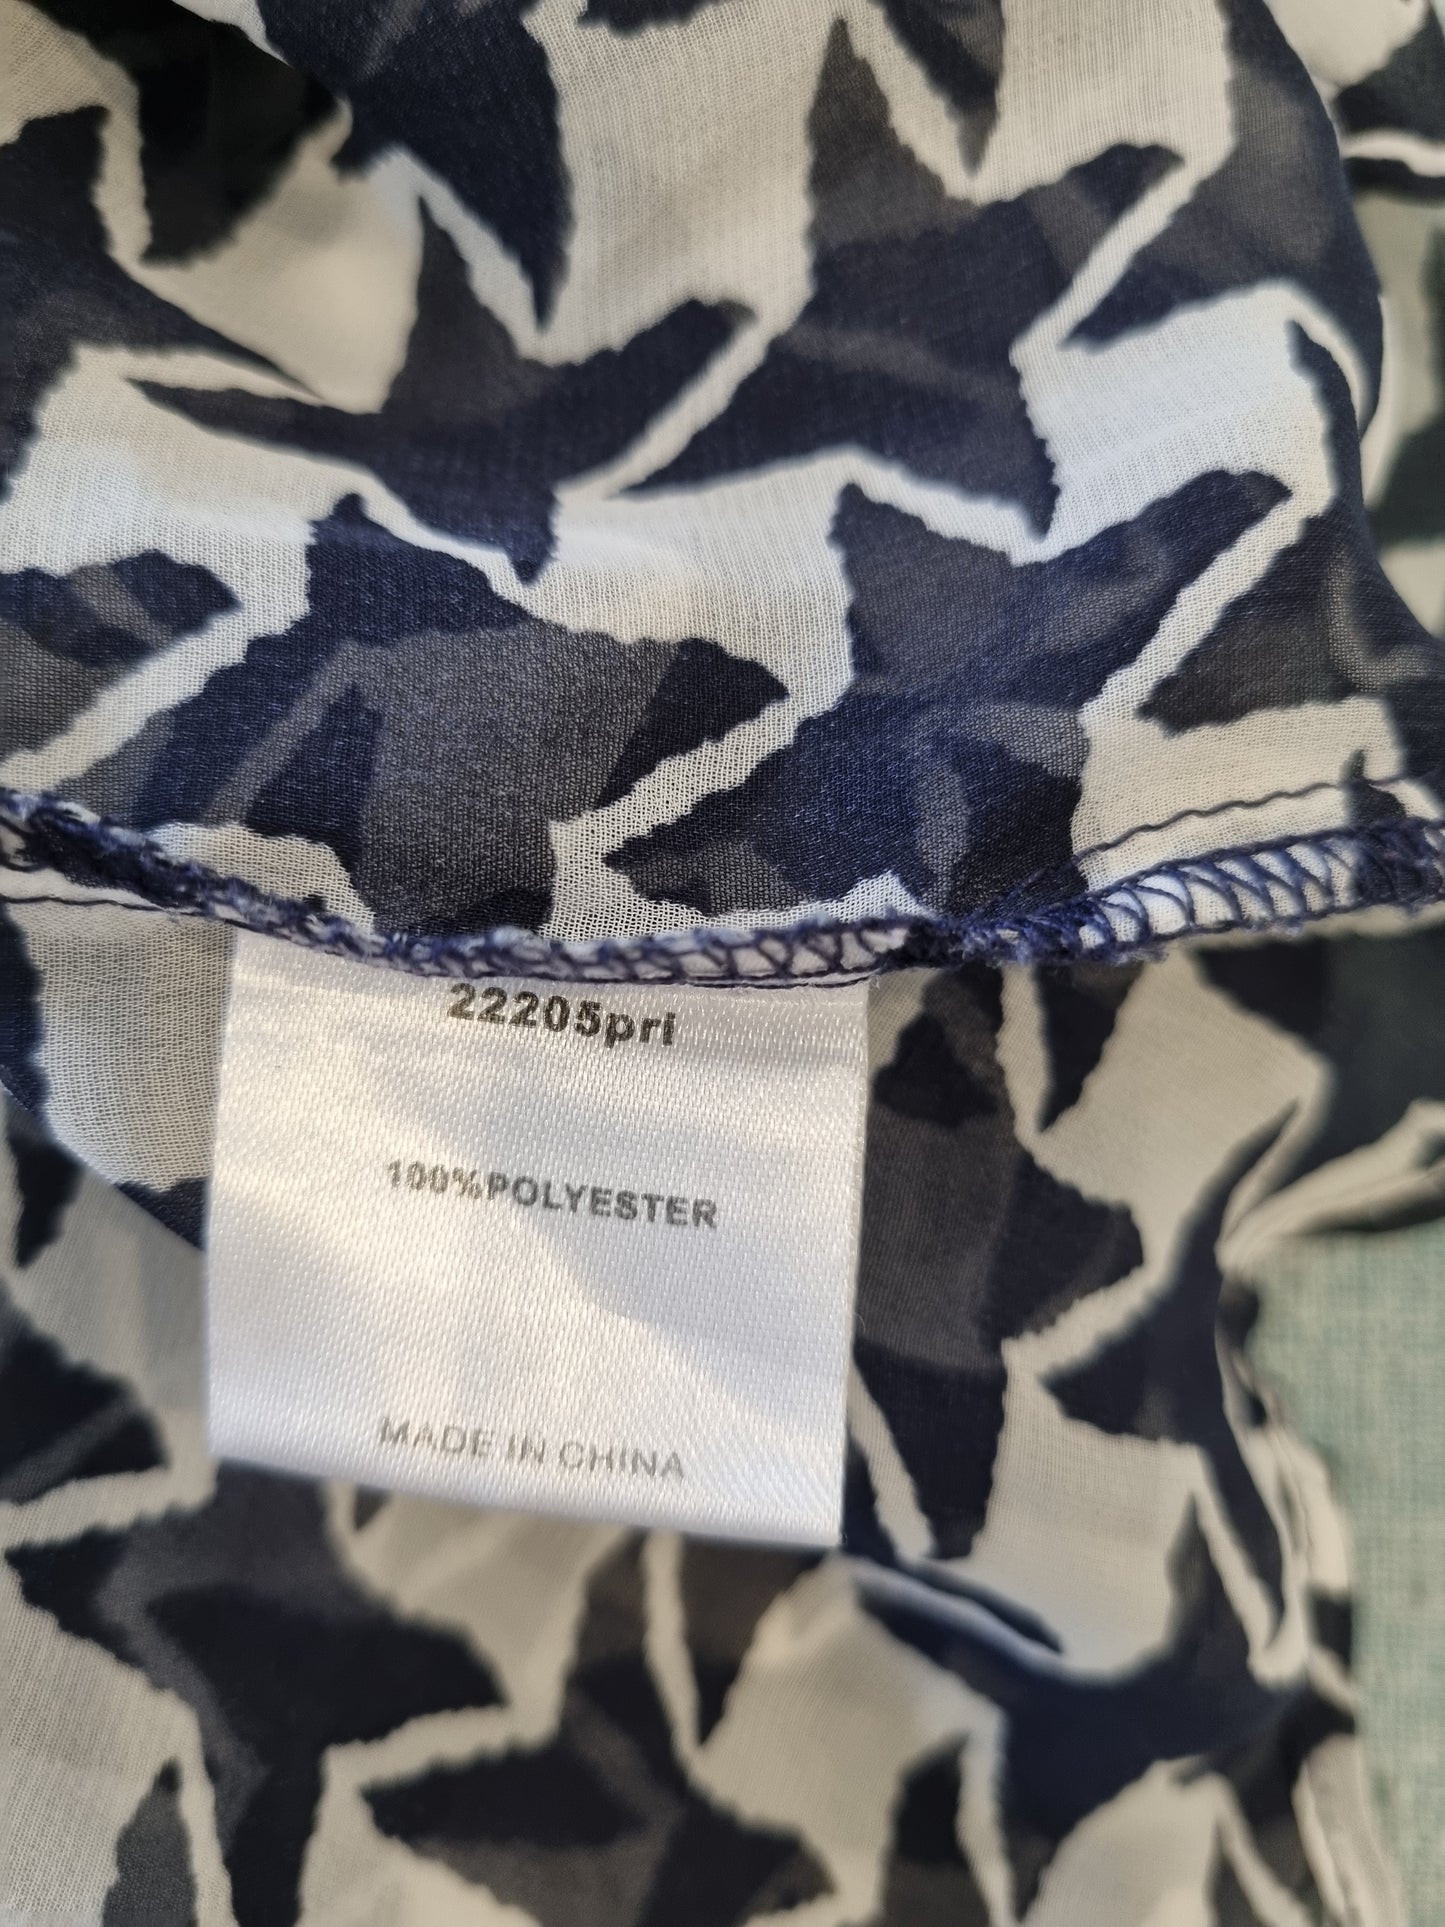 22205pri
100%POLYESTER
MADE IN CHINA